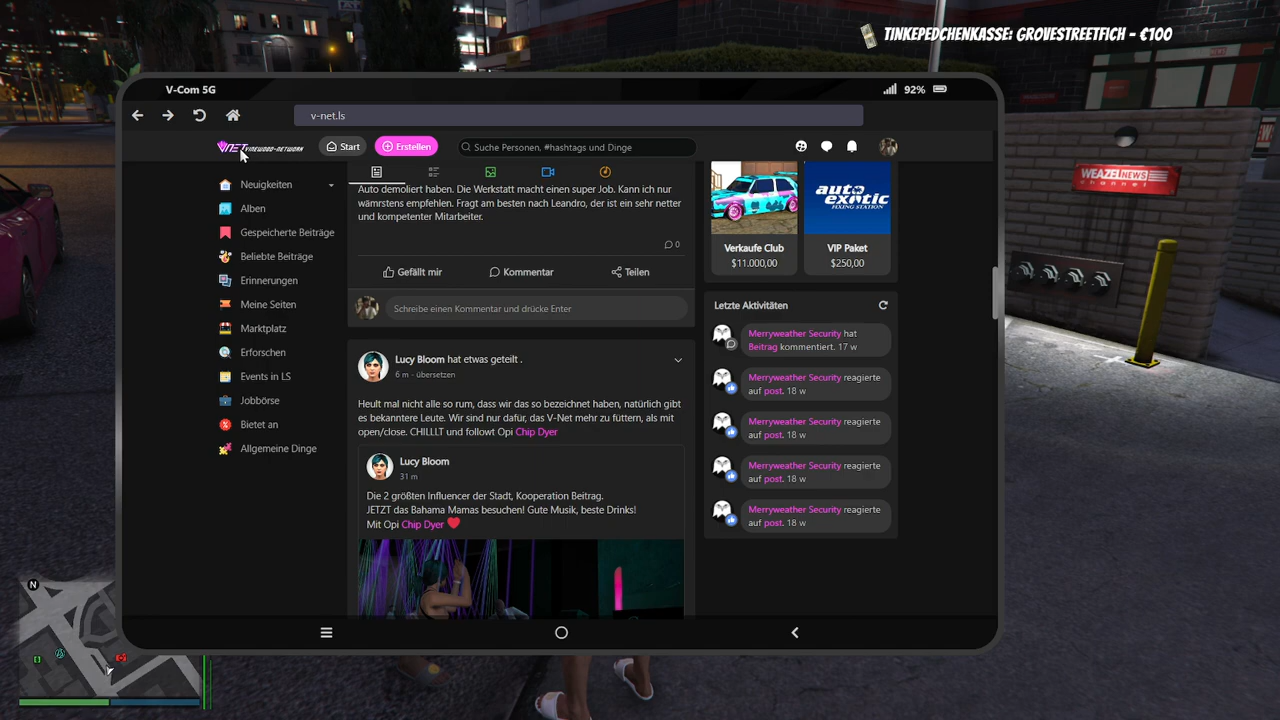 TINKEPEDCHENKASSE: GROVESTREETFICH - €100
V-Com 5G
92%
v-net.ls
VNET VINEWOOD-NETWORK
Start
Erstellen
Suche Personen, #hashtags und Dinge
Neuigkeiten
Alben
Gespeicherte Beiträge
Beliebte Beiträge
Erinnerungen
Meine Seiten
Marktplatz
Erforschen
Events in LS
Jobbörse
Bietet an
Allgemeine Dinge
Auto demoliert haben. Die Werkstatt macht einen super Job. Kann ich nur
wämrstens empfehlen. Fragt am besten nach Leandro, der ist ein sehr netter
und kompetenter Mitarbeiter.
0
Gefällt mir
Kommentar
Teilen
Schreibe einen Kommentar und drücke Enter
Lucy Bloom hat etwas geteilt .
6 m - übersetzen
Heult mal nicht alle so rum, dass wir das so bezeichnet haben, natürlich gibt
es bekanntere Leute. Wir sind nur dafür, das V-Net mehr zu füttern, als mit
open/close. CHILLLT und followt Opi Chip Dyer
Lucy Bloom
31 m
Die 2 größten Influencer der Stadt, Kooperation Beitrag.
JETZT das Bahama Mamas besuchen! Gute Musik, beste Drinks!
Mit Opi Chip Dyer
auto
exotic
FIXING STATION
Verkaufe Club
$11.000,00
VIP Paket
$250,00
Letzte Aktivitäten
Merryweather Security hat
Beitrag kommentiert. 17 w
Merryweather Security reagierte
auf post. 18 w
Merryweather Security reagierte
auf post. 18 w
Merryweather Security reagierte
auf post. 18 w
Merryweather Security reagierte
auf post. 18 w
WEAZEL NEWS
channel
N